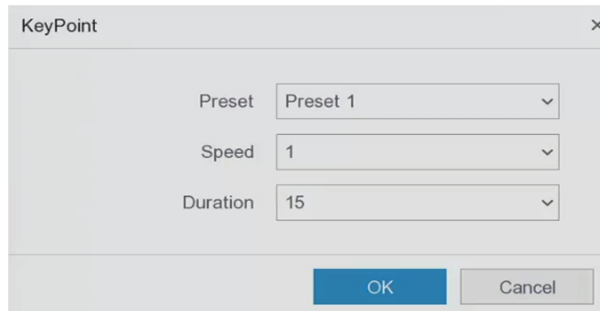 KeyPoint
Preset Preset 1
Speed 1
Duration 15
OK Cancel